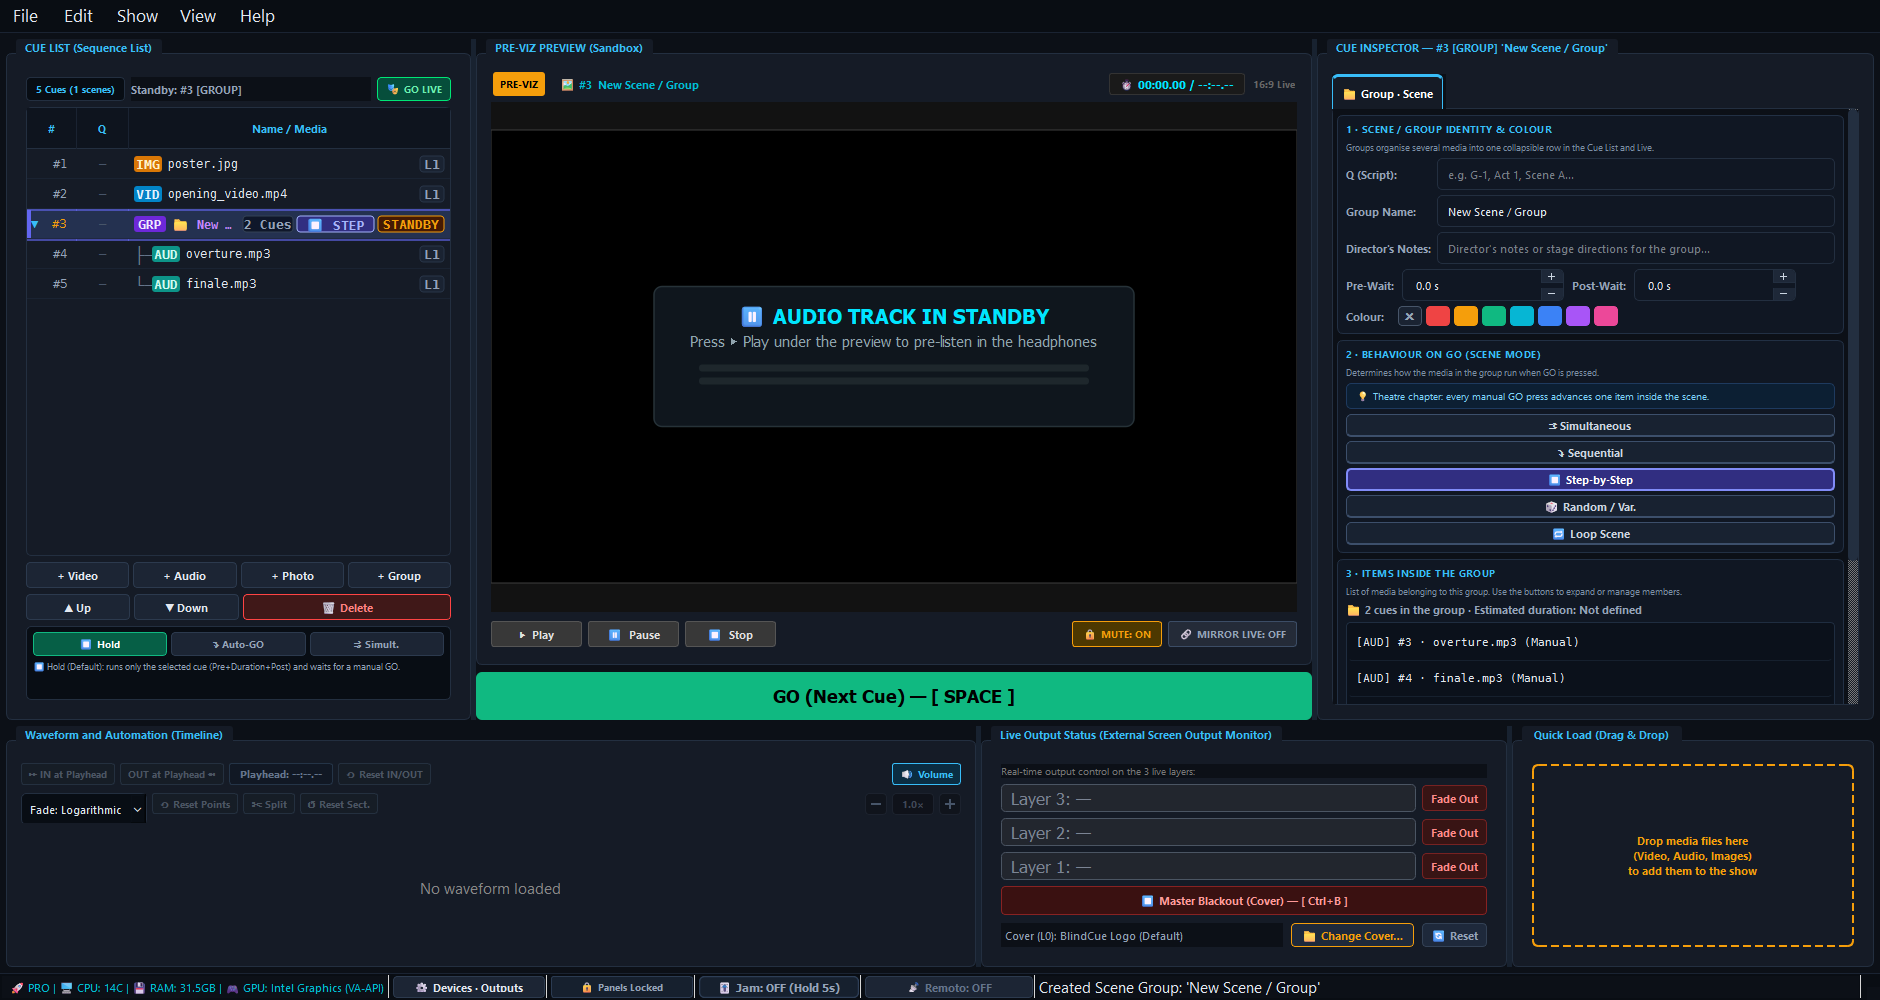 File Edit Show View Help
CUE LIST (Sequence List)
5 Cues (1 scenes)
Standby: #3 [GROUP]
GO LIVE
# Q Name / Media
#1 — IMG poster.jpg L1
#2 — VID opening_video.mp4 L1
#3 — GRP New … 2 Cues STEP STANDBY
#4 — AUD overture.mp3 L1
#5 — AUD finale.mp3 L1
+ Video
+ Audio
+ Photo
+ Group
▲ Up
▼ Down
Delete
Hold
Auto-GO
Simult.
Hold (Default): runs only the selected cue (Pre+Duration+Post) and waits for a manual GO.
PRE-VIZ PREVIEW (Sandbox)
PRE-VIZ
#3 New Scene / Group
00:00.00 / --:--.--
16:9 Live
AUDIO TRACK IN STANDBY
Press ▶ Play under the preview to pre-listen in the headphones
▶ Play
Pause
Stop
MUTE: ON
MIRROR LIVE: OFF
GO (Next Cue) — [ SPACE ]
CUE INSPECTOR — #3 [GROUP] 'New Scene / Group'
Group · Scene
1 · SCENE / GROUP IDENTITY & COLOUR
Groups organise several media into one collapsible row in the Cue List and Live.
Q (Script): e.g. G-1, Act 1, Scene A...
Group Name: New Scene / Group
Director's Notes: Director's notes or stage directions for the group...
Pre-Wait: 0.0 s + − Post-Wait: 0.0 s + −
Colour: ✕
2 · BEHAVIOUR ON GO (SCENE MODE)
Determines how the media in the group run when GO is pressed.
Theatre chapter: every manual GO press advances one item inside the scene.
Simultaneous
Sequential
Step-by-Step
Random / Var.
Loop Scene
3 · ITEMS INSIDE THE GROUP
List of media belonging to this group. Use the buttons to expand or manage members.
2 cues in the group · Estimated duration: Not defined
[AUD] #3 · overture.mp3 (Manual)
[AUD] #4 · finale.mp3 (Manual)
Waveform and Automation (Timeline)
IN at Playhead
OUT at Playhead
Playhead: --:--.--
Reset IN/OUT
Volume
Fade: Logarithmic
Reset Points
Split
Reset Sect.
− 1.0x +
No waveform loaded
Live Output Status (External Screen Output Monitor)
Real-time output control on the 3 live layers:
Layer 3: — Fade Out
Layer 2: — Fade Out
Layer 1: — Fade Out
Master Blackout (Cover) — [ Ctrl+B ]
Cover (L0): BlindCue Logo (Default)
Change Cover...
Reset
Quick Load (Drag & Drop)
Drop media files here
(Video, Audio, Images)
to add them to the show
PRO | CPU: 14C | RAM: 31.5GB | GPU: Intel Graphics (VA-API)
Devices · Outputs
Panels Locked
Jam: OFF (Hold 5s)
Remoto: OFF
Created Scene Group: 'New Scene / Group'